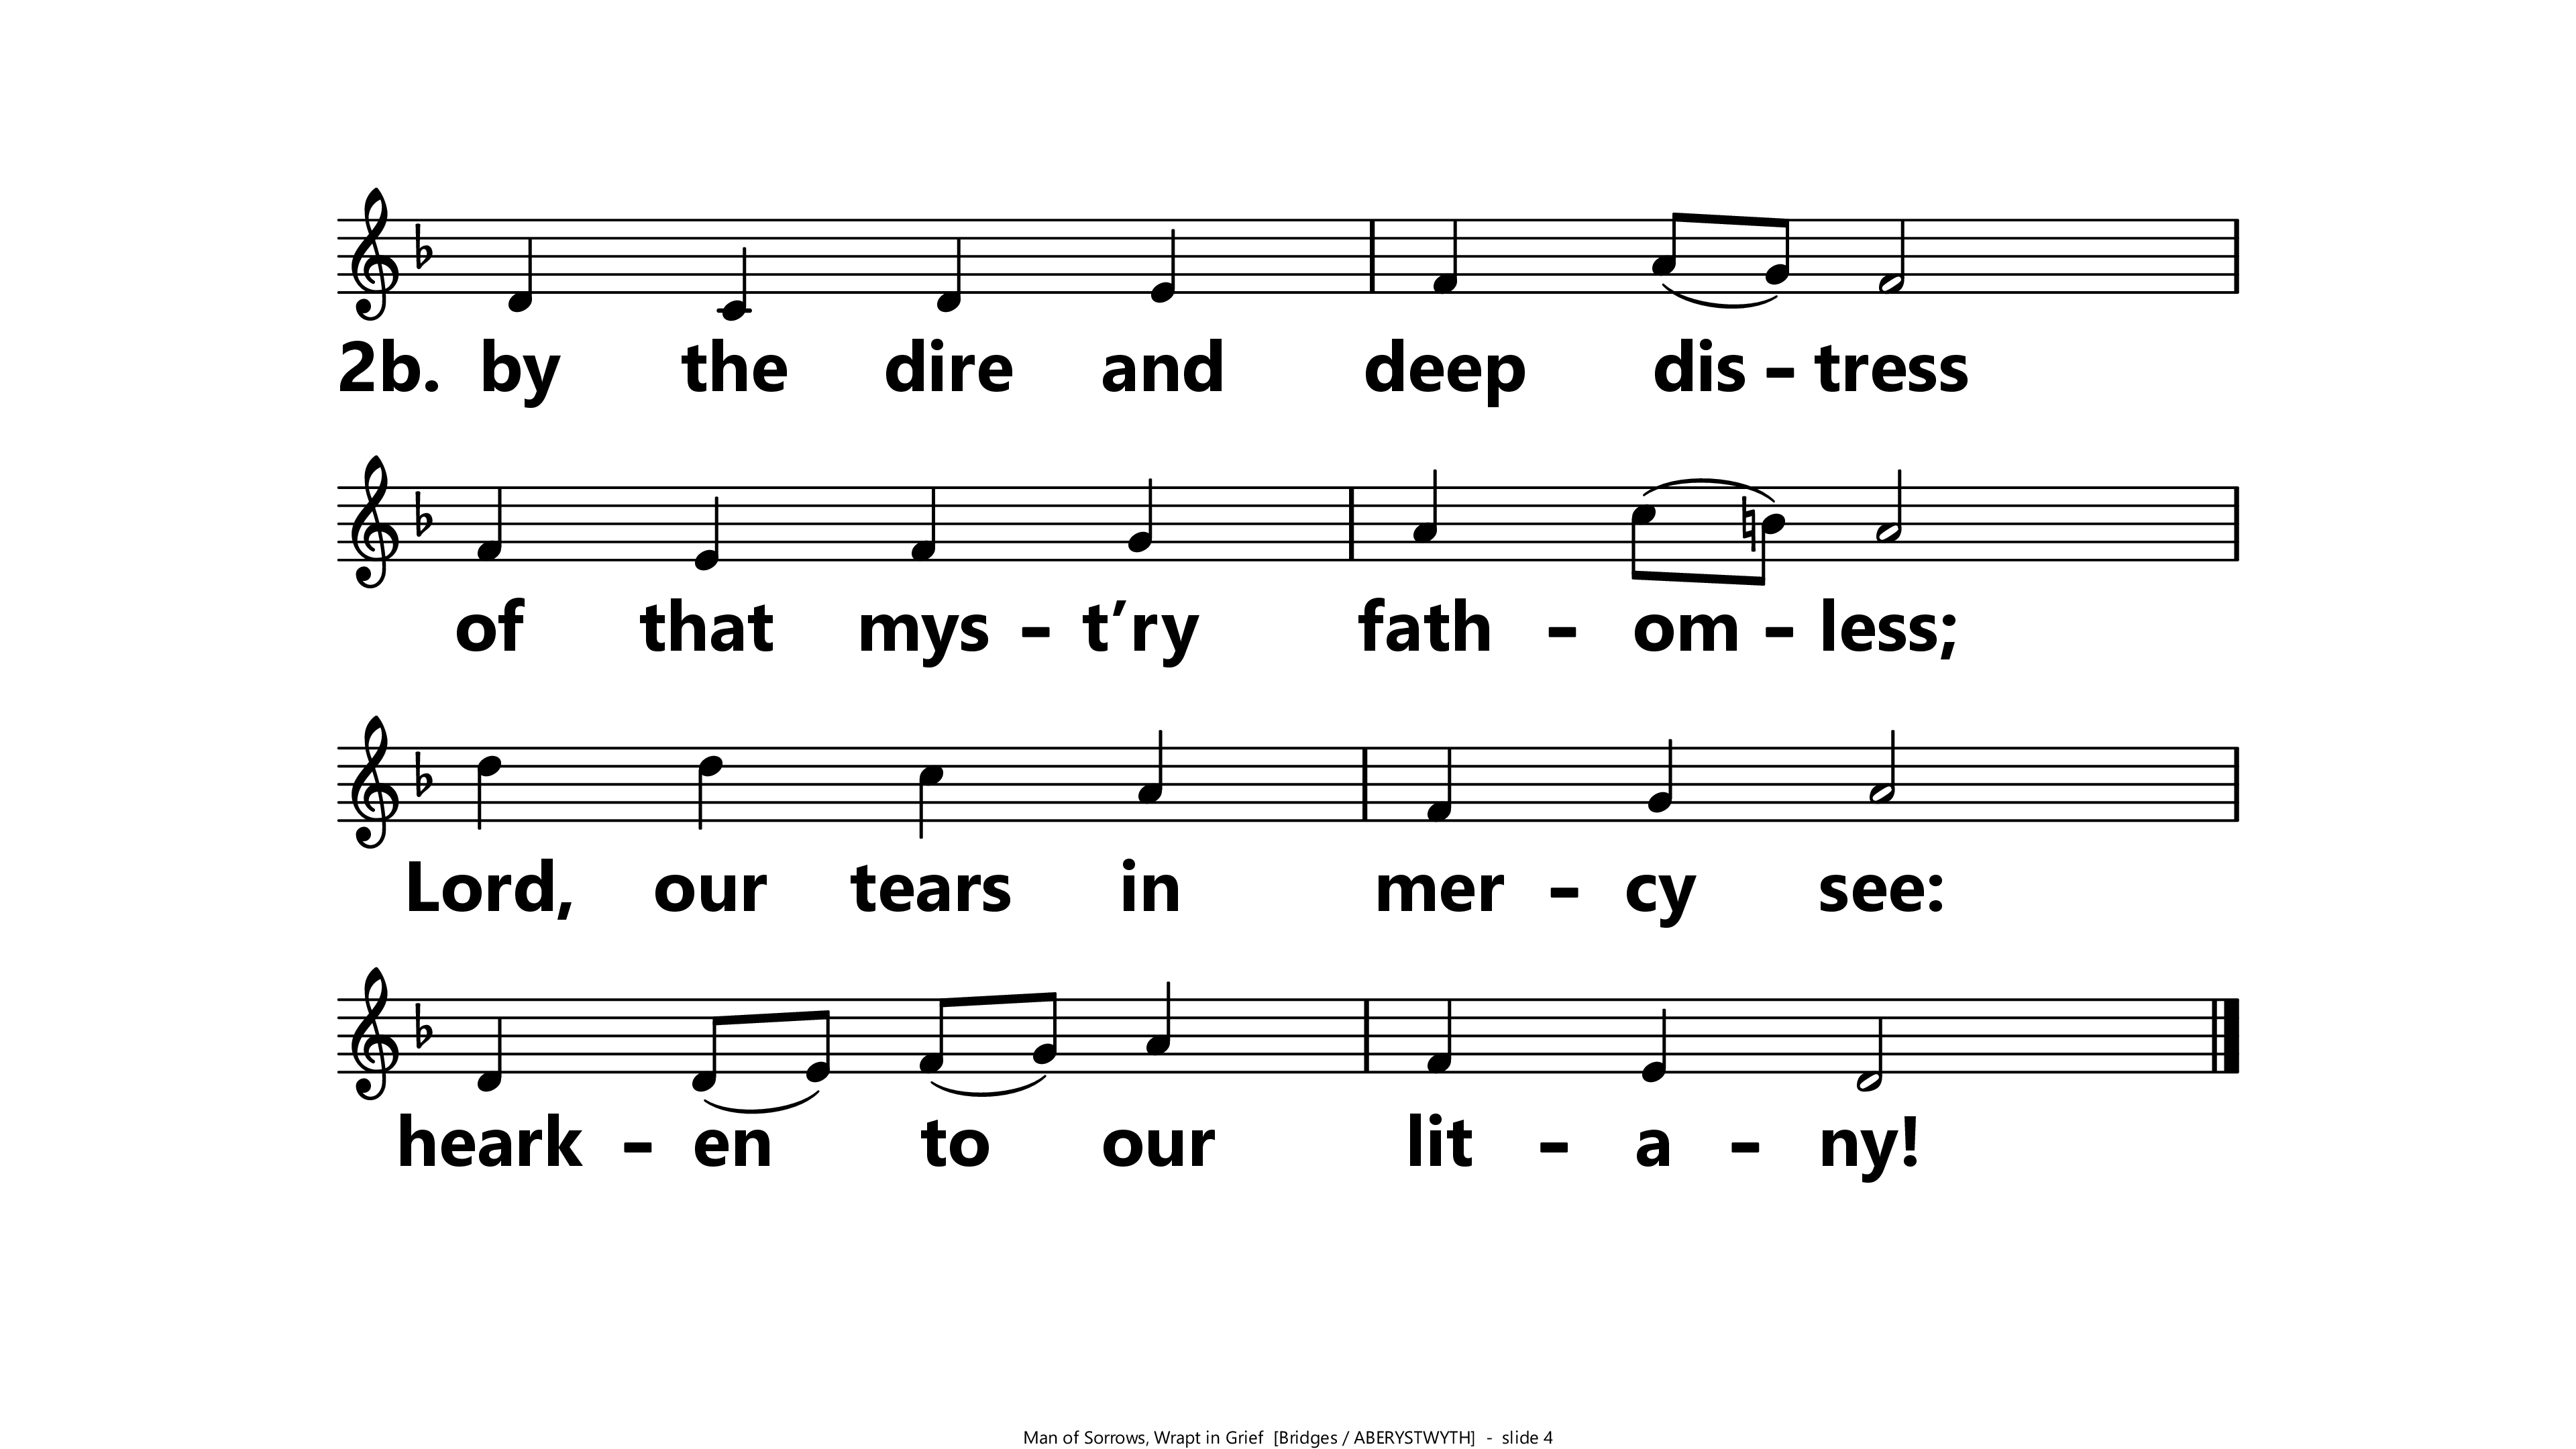 2b. by the dire and deep dis - tress
of that mys - t’ry fath - om - less;
Lord, our tears in mer - cy see:
heark - en to our lit - a - ny!
Man of Sorrows, Wrapt in Grief [Bridges / ABERYSTWYTH] - slide 4